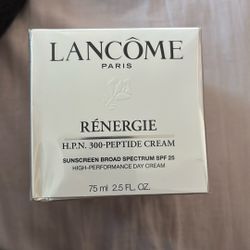 LANCÔME
PARIS
RÉNERGIE
H.P.N. 300-PEPTIDE CREAM
SUNSCREEN BROAD SPECTRUM SPF 25
HIGH-PERFORMANCE DAY CREAM
75 ml 2.5 FL. OZ.